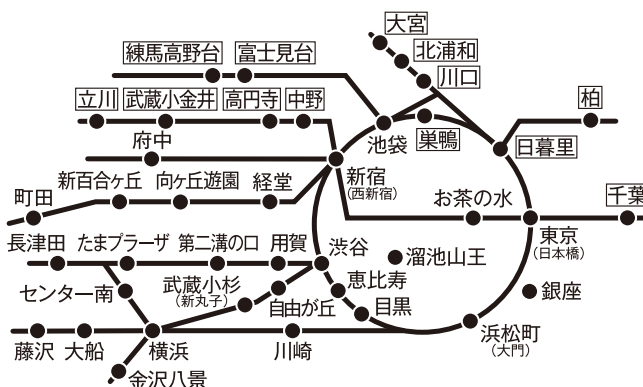 大宮
北浦和
川口
練馬高野台
富士見台
立川
武蔵小金井
高円寺
中野
柏
池袋
巣鴨
日暮里
府中
新宿
(西新宿)
新百合ヶ丘
向ヶ丘遊園
経堂
町田
お茶の水
千葉
東京
(日本橋)
長津田
たまプラーザ
第二溝の口
用賀
渋谷
溜池山王
センター南
武蔵小杉
(新丸子)
自由が丘
恵比寿
目黒
銀座
浜松町
(大門)
藤沢
大船
横浜
川崎
金沢八景